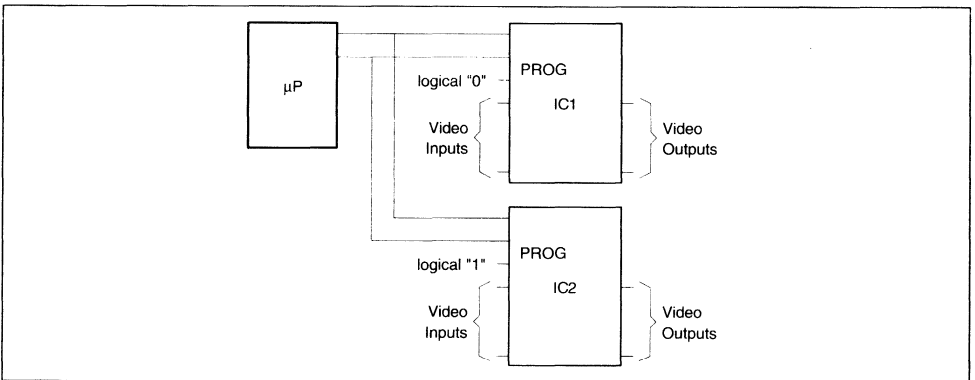 μP
PROG
logical "0"
IC1
Video
Inputs
Video
Outputs
PROG
logical "1"
IC2
Video
Inputs
Video
Outputs